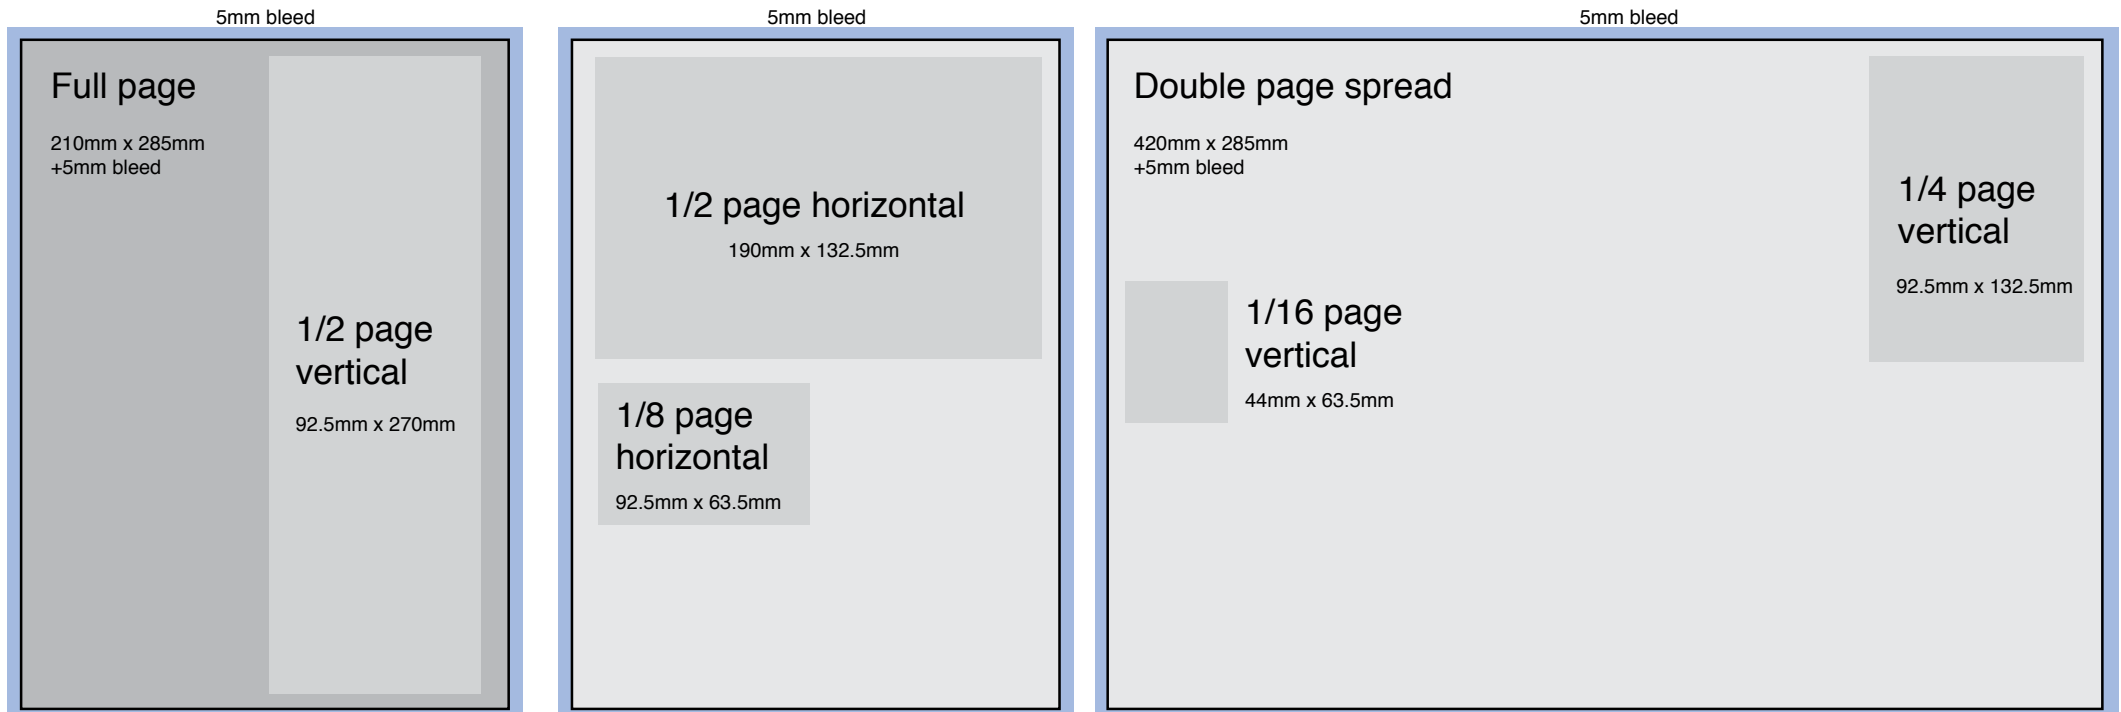 5mm bleed
Full page
210mm x 285mm
+5mm bleed
1/2 page
vertical
92.5mm x 270mm
5mm bleed
1/2 page horizontal
190mm x 132.5mm
1/8 page
horizontal
92.5mm x 63.5mm
5mm bleed
Double page spread
420mm x 285mm
+5mm bleed
1/4 page
vertical
92.5mm x 132.5mm
1/16 page
vertical
44mm x 63.5mm